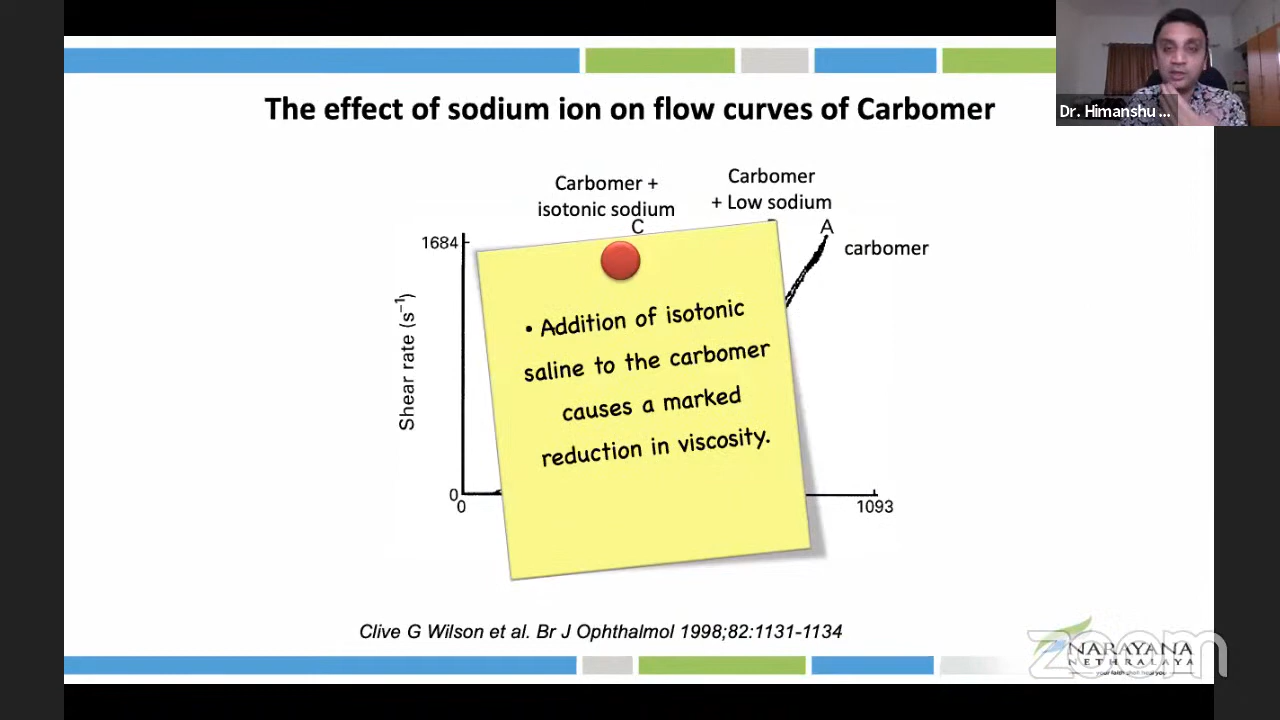 Dr. Himanshu ...
The effect of sodium ion on flow curves of Carbomer
Carbomer +
isotonic sodium
C
Carbomer
+ Low sodium
A
carbomer
1684
Shear rate (s⁻¹)
• Addition of isotonic
saline to the carbomer
causes a marked
reduction in viscosity.
0
0
1093
Clive G Wilson et al. Br J Ophthalmol 1998;82:1131-1134
zoom
NARAYANA
NETHRALAYA